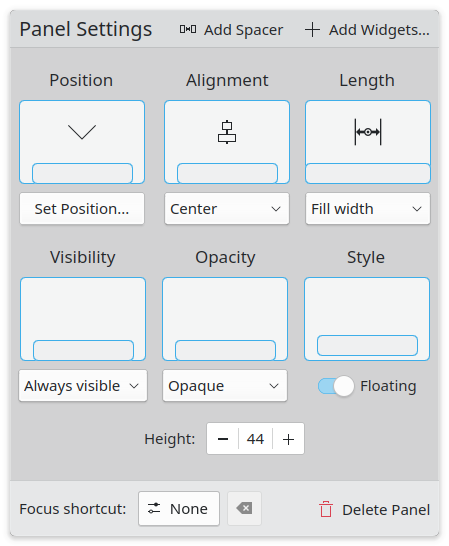 Panel Settings Add Spacer Add Widgets...
Position Alignment Length
Set Position... Center Fill width
Visibility Opacity Style
Always visible Opaque Floating
Height: − 44 +
Focus shortcut: None Delete Panel